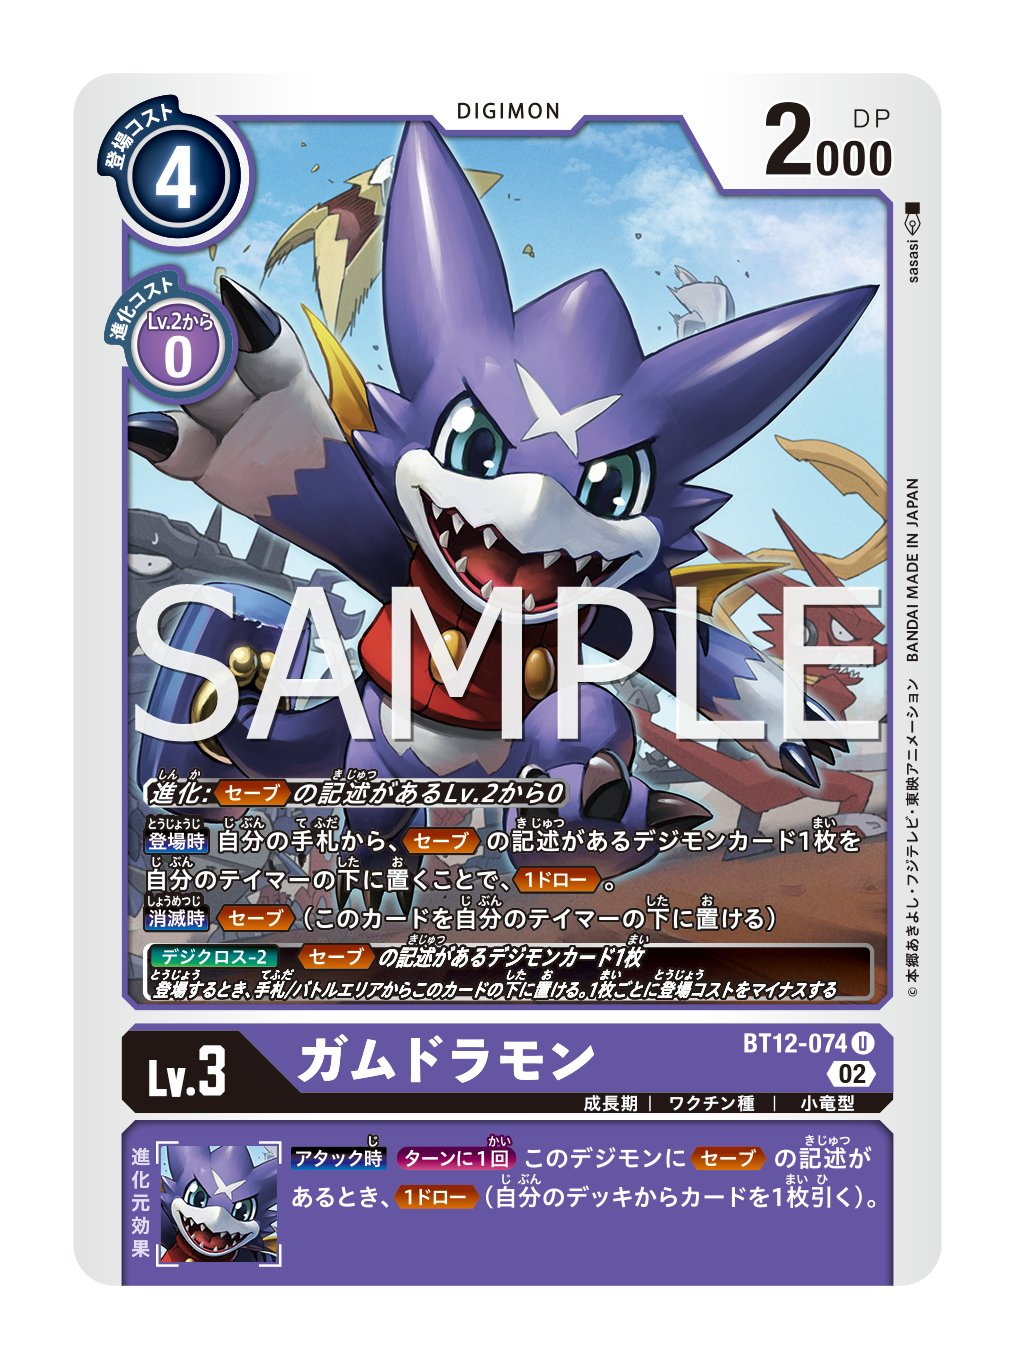 DIGIMON
登場コスト
4
2000
DP
進化コスト
Lv.2から
0
sasasi
SAMPLE
進化:セーブの記述があるLv.2から0
登場時 自分の手札から、セーブの記述があるデジモンカード1枚を
自分のテイマーの下に置くことで、1ドロー。
消滅時 セーブ（このカードを自分のテイマーの下に置ける）
デジクロス-2 セーブの記述があるデジモンカード1枚
登場するとき、手札/バトルエリアからこのカードの下に置ける。1枚ごとに登場コストをマイナスする
© 本郷あきよし・フジテレビ・東映アニメーション BANDAI MADE IN JAPAN
Lv.3
ガムドラモン
BT12-074 U
02
成長期 | ワクチン種 | 小竜型
進化元効果
アタック時 ターンに1回 このデジモンにセーブの記述が
あるとき、1ドロー（自分のデッキからカードを1枚引く）。